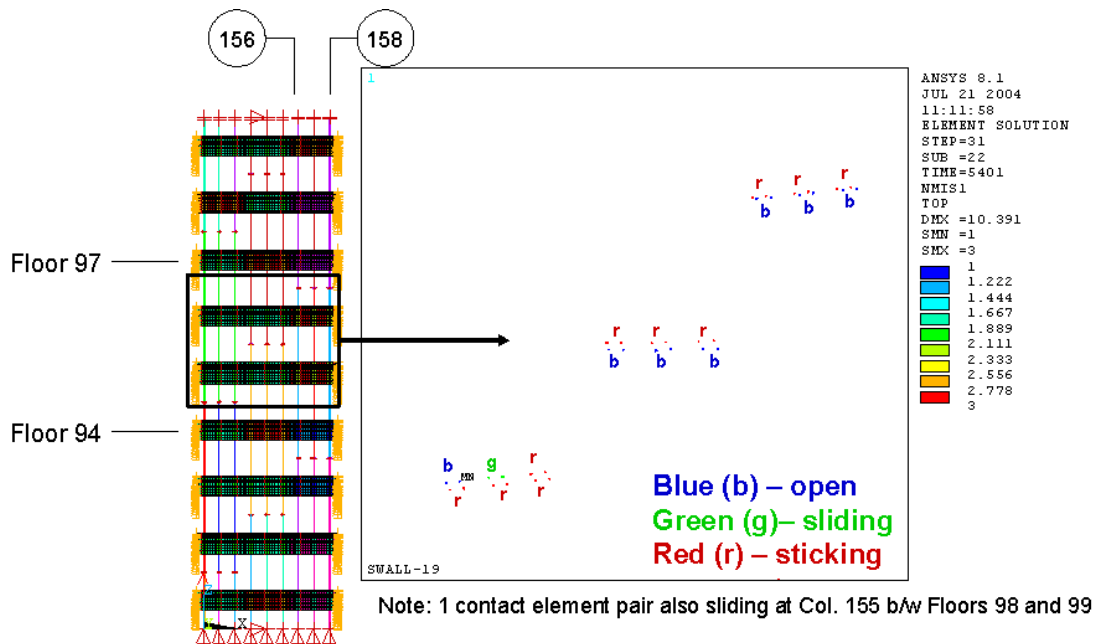 156
158
1
ANSYS 8.1
JUL 21 2004
11:11:58
ELEMENT SOLUTION
STEP=31
SUB =22
TIME=5401
NMIS1
TOP
DMX =10.391
SMN =1
SMX =3
1
1.222
1.444
1.667
1.889
2.111
2.333
2.556
2.778
3
r r r
b b b
Floor 97
r r r
b b b
Floor 94
b MN g r
r r r
Blue (b) – open
Green (g)– sliding
Red (r) – sticking
SWALL-19
Z
X
Note: 1 contact element pair also sliding at Col. 155 b/w Floors 98 and 99